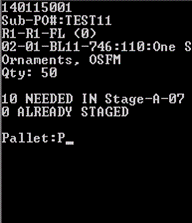 140115001
Sub-PO#:TEST11
R1-R1-FL (0)
02-01-BL11-746:110:One S
Ornaments, OSFM
Qty: 50
10 NEEDED IN Stage-A-07
0 ALREADY STAGED
Pallet:P_